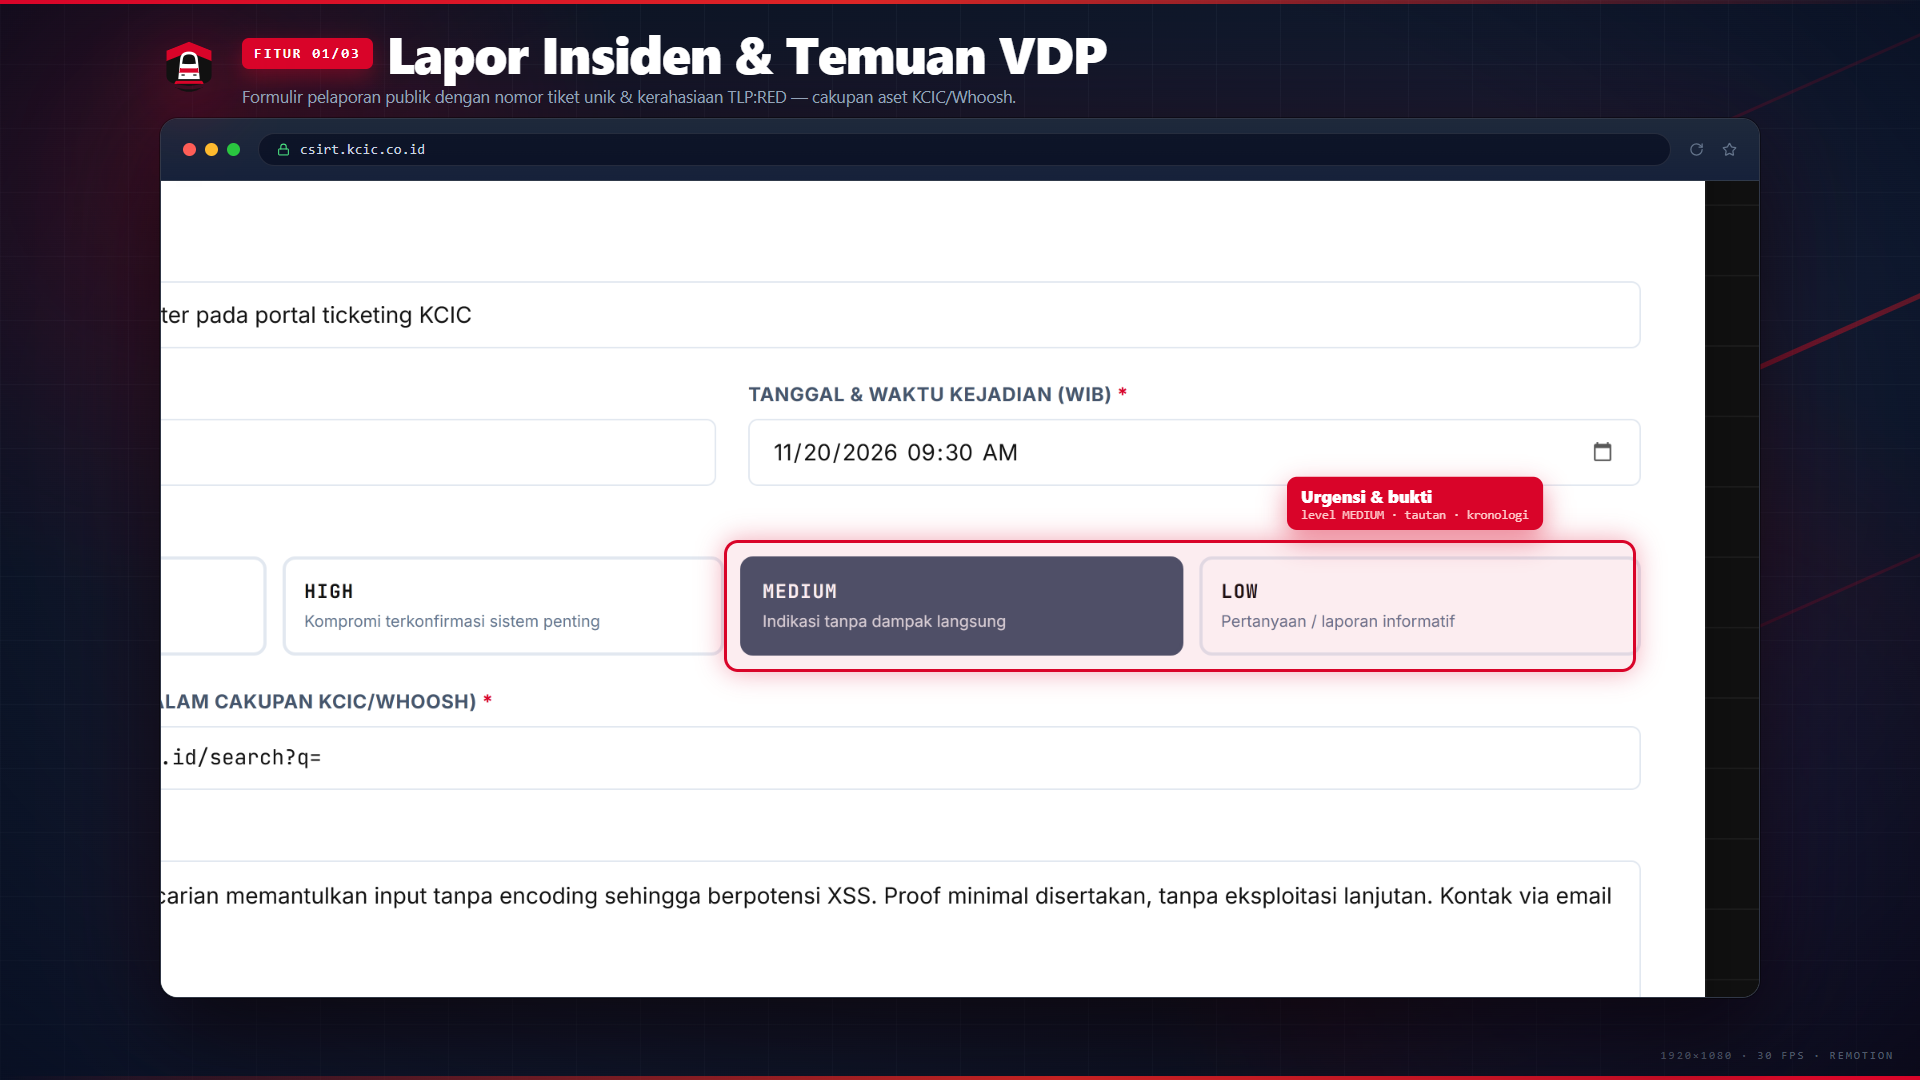 FITUR 01/03
Lapor Insiden & Temuan VDP
Formulir pelaporan publik dengan nomor tiket unik & kerahasiaan TLP:RED — cakupan aset KCIC/Whoosh.
csirt.kcic.co.id
ter pada portal ticketing KCIC
TANGGAL & WAKTU KEJADIAN (WIB) *
11/20/2026 09:30 AM
Urgensi & bukti
level MEDIUM · tautan · kronologi
HIGH
Kompromi terkonfirmasi sistem penting
MEDIUM
Indikasi tanpa dampak langsung
LOW
Pertanyaan / laporan informatif
ALAM CAKUPAN KCIC/WHOOSH) *
.id/search?q=
carian memantulkan input tanpa encoding sehingga berpotensi XSS. Proof minimal disertakan, tanpa eksploitasi lanjutan. Kontak via email
1920×1080 · 30 FPS · REMOTION